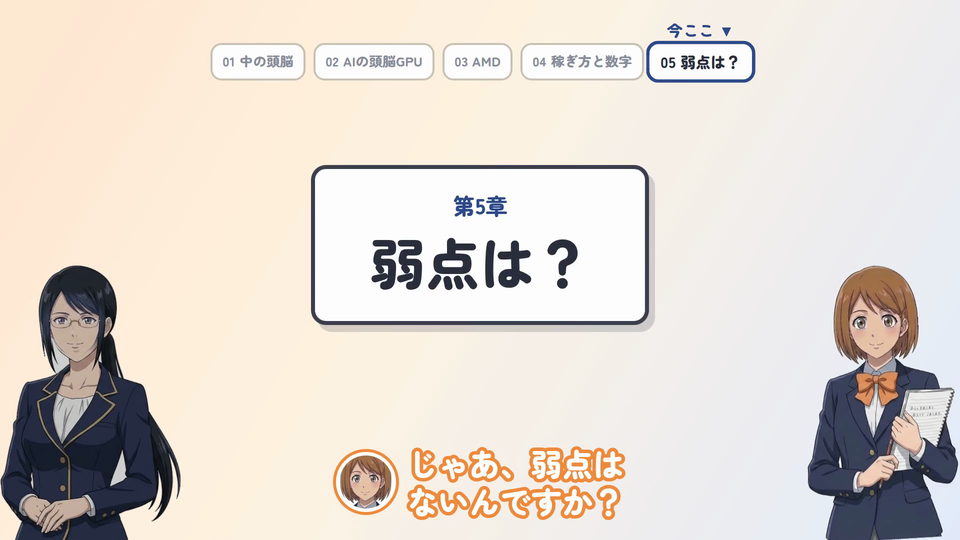 今ここ ▼
01 中の頭脳
02 AIの頭脳GPU
03 AMD
04 稼ぎ方と数字
05 弱点は？
第5章
弱点は？
じゃあ、弱点は
ないんですか？